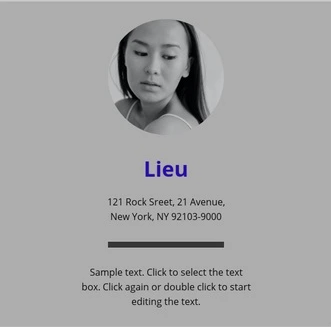 Lieu
121 Rock Sreet, 21 Avenue,
New York, NY 92103-9000
Sample text. Click to select the text
box. Click again or double click to start
editing the text.